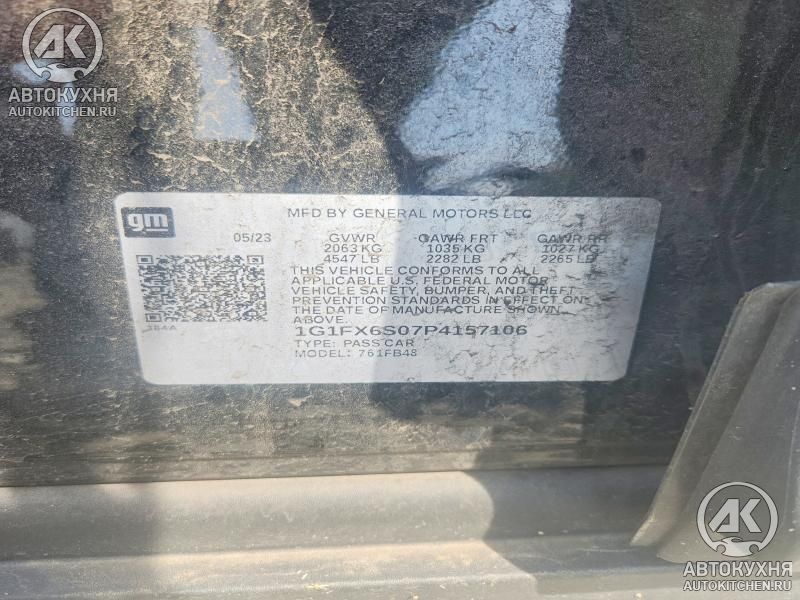 AK
АВТОКУХНЯ
AUTOKITCHEN.RU
gm
MFD BY GENERAL MOTORS LLC
05/23 GVWR GAWR FRT GAWR RR
2063 KG 1035 KG 1027 KG
4547 LB 2282 LB 2265 LB
THIS VEHICLE CONFORMS TO ALL
APPLICABLE U.S. FEDERAL MOTOR
VEHICLE SAFETY, BUMPER, AND THEFT
PREVENTION STANDARDS IN EFFECT ON
THE DATE OF MANUFACTURE SHOWN
ABOVE.
1G1FX6S07P4157106
TYPE: PASS CAR
MODEL: 761FB48
384A
AK
АВТОКУХНЯ
AUTOKITCHEN.RU